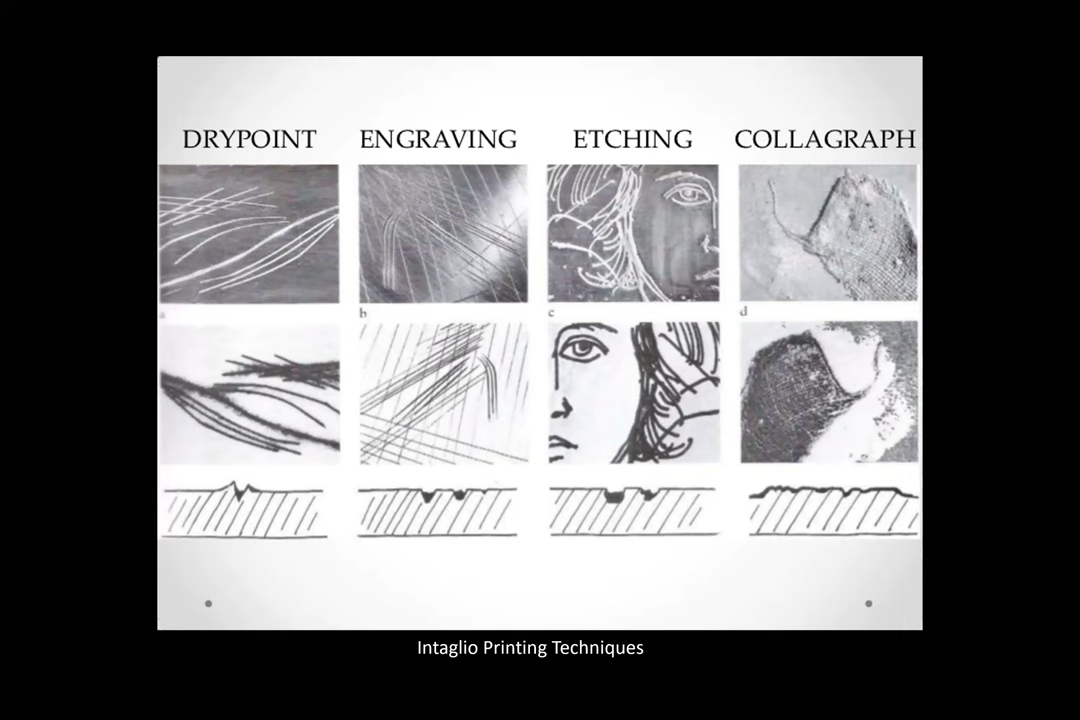 DRYPOINT ENGRAVING ETCHING COLLAGRAPH
a b c d
Intaglio Printing Techniques